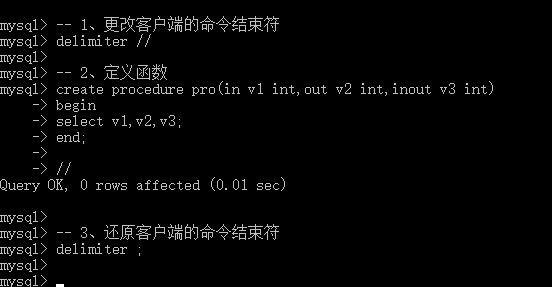 mysql> -- 1、更改客户端的命令结束符
mysql> delimiter //
mysql>
mysql> -- 2、定义函数
mysql> create procedure pro(in v1 int,out v2 int,inout v3 int)
    -> begin
    -> select v1,v2,v3;
    -> end;
    ->
    -> //
Query OK, 0 rows affected (0.01 sec)
mysql>
mysql> -- 3、还原客户端的命令结束符
mysql> delimiter ;
mysql>
mysql>